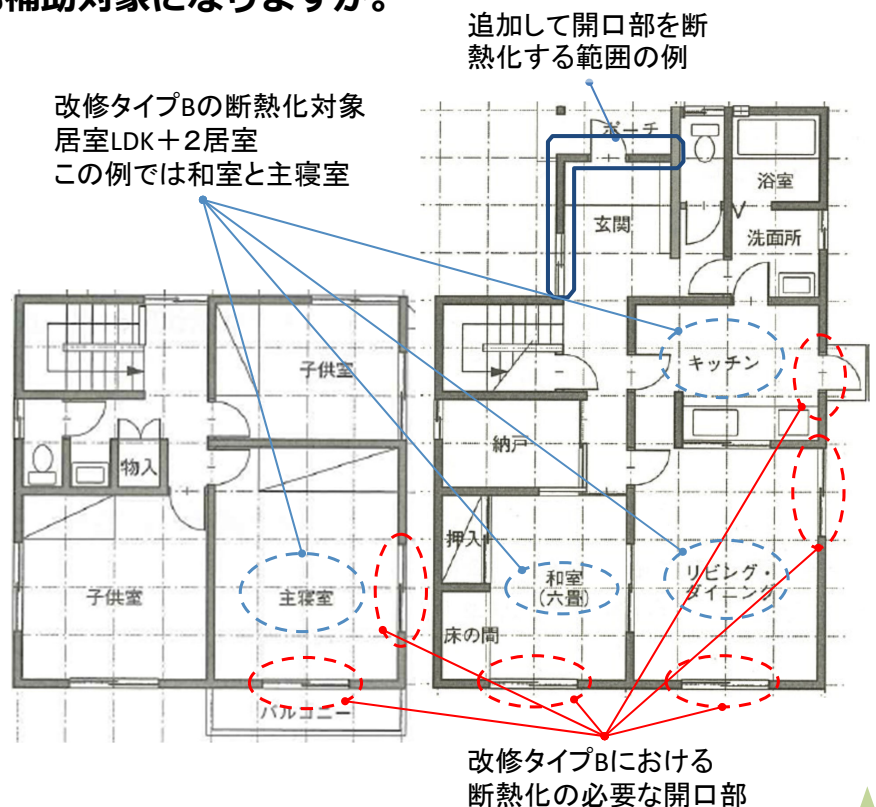 補助対象になりますか。
追加して開口部を断
熱化する範囲の例
改修タイプBの断熱化対象
居室LDK+2居室
この例では和室と主寝室
ポーチ
浴室
玄関
洗面所
子供室
キッチン
物入
納戸
押入
子供室
主寝室
和室
(六畳)
リビング・
ダイニング
床の間
バルコニー
改修タイプBにおける
断熱化の必要な開口部